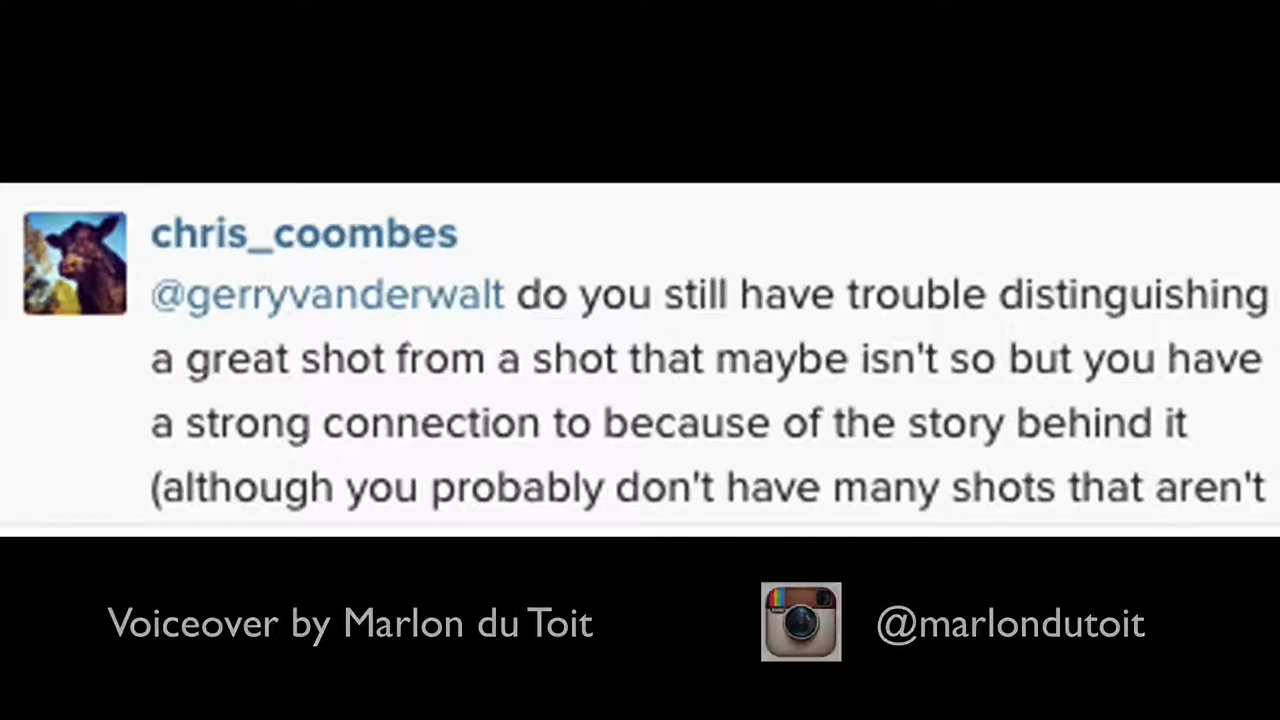 chris_coombes
@gerryvanderwalt do you still have trouble distinguishing
a great shot from a shot that maybe isn't so but you have
a strong connection to because of the story behind it
(although you probably don't have many shots that aren't
Voiceover by Marlon du Toit
@marlondutoit